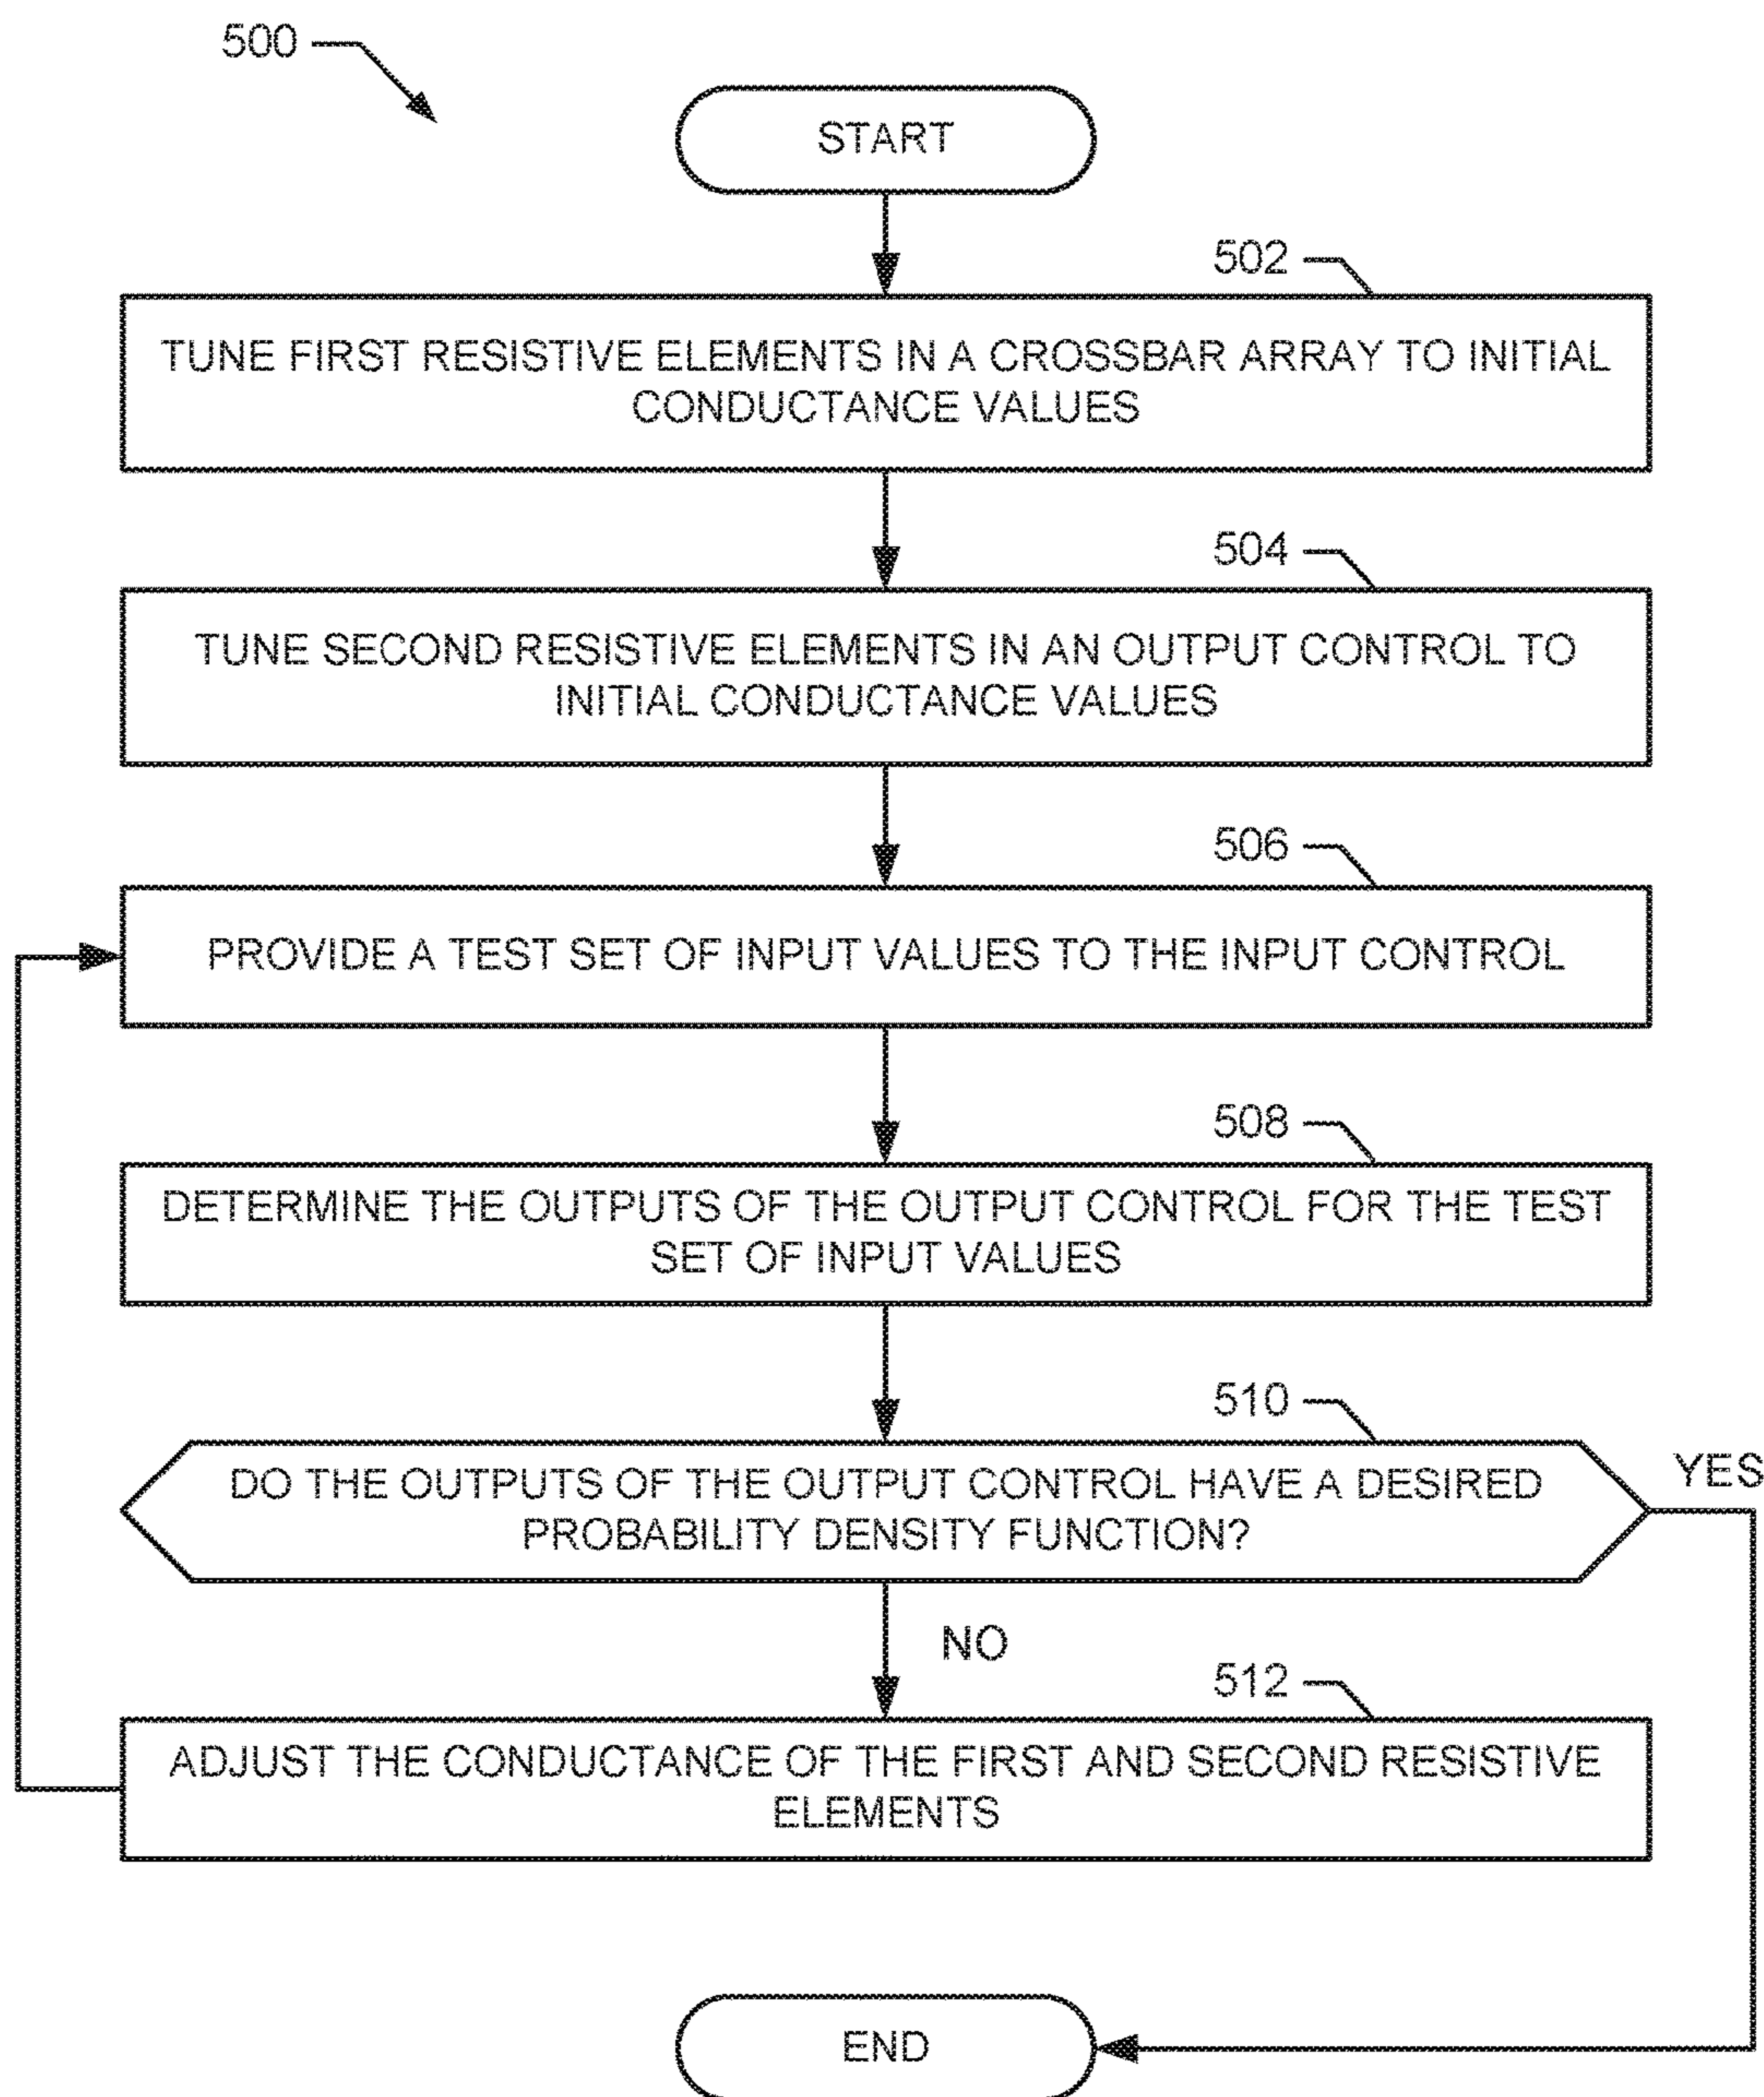 500
START
502
TUNE FIRST RESISTIVE ELEMENTS IN A CROSSBAR ARRAY TO INITIAL
CONDUCTANCE VALUES
504
TUNE SECOND RESISTIVE ELEMENTS IN AN OUTPUT CONTROL TO
INITIAL CONDUCTANCE VALUES
506
PROVIDE A TEST SET OF INPUT VALUES TO THE INPUT CONTROL
508
DETERMINE THE OUTPUTS OF THE OUTPUT CONTROL FOR THE TEST
SET OF INPUT VALUES
510
DO THE OUTPUTS OF THE OUTPUT CONTROL HAVE A DESIRED
PROBABILITY DENSITY FUNCTION?
YES
NO
512
ADJUST THE CONDUCTANCE OF THE FIRST AND SECOND RESISTIVE
ELEMENTS
END